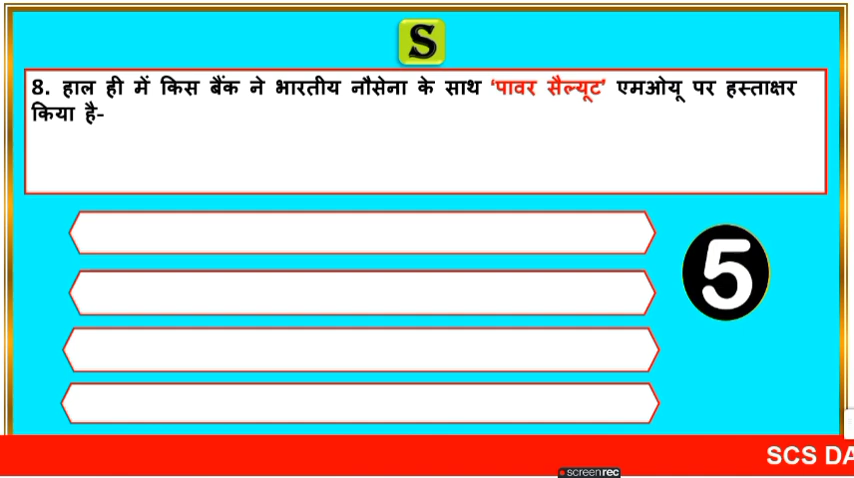 S
8. हाल ही में किस बैंक ने भारतीय नौसेना के साथ ‘पावर सैल्यूट’ एमओयू पर हस्ताक्षर
किया है-
5
SCS DA
screenrec